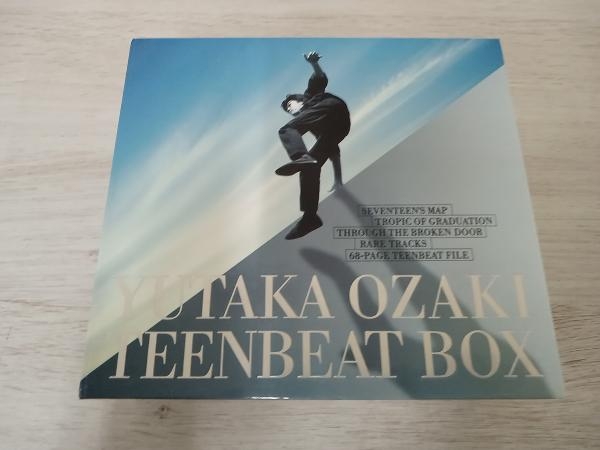 SEVENTEEN'S MAP
TROPIC OF GRADUATION
THROUGH THE BROKEN DOOR
RARE TRACKS
68-PAGE TEENBEAT FILE
YUTAKA OZAKI
TEENBEAT BOX